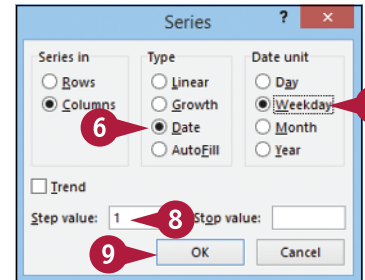 Series ? ×
Series in
Rows
Columns
Type
Linear
Growth
6 Date
AutoFill
Date unit
Day
Weekday
Month
Year
Trend
Step value: 1 8 Stop value:
9 OK Cancel